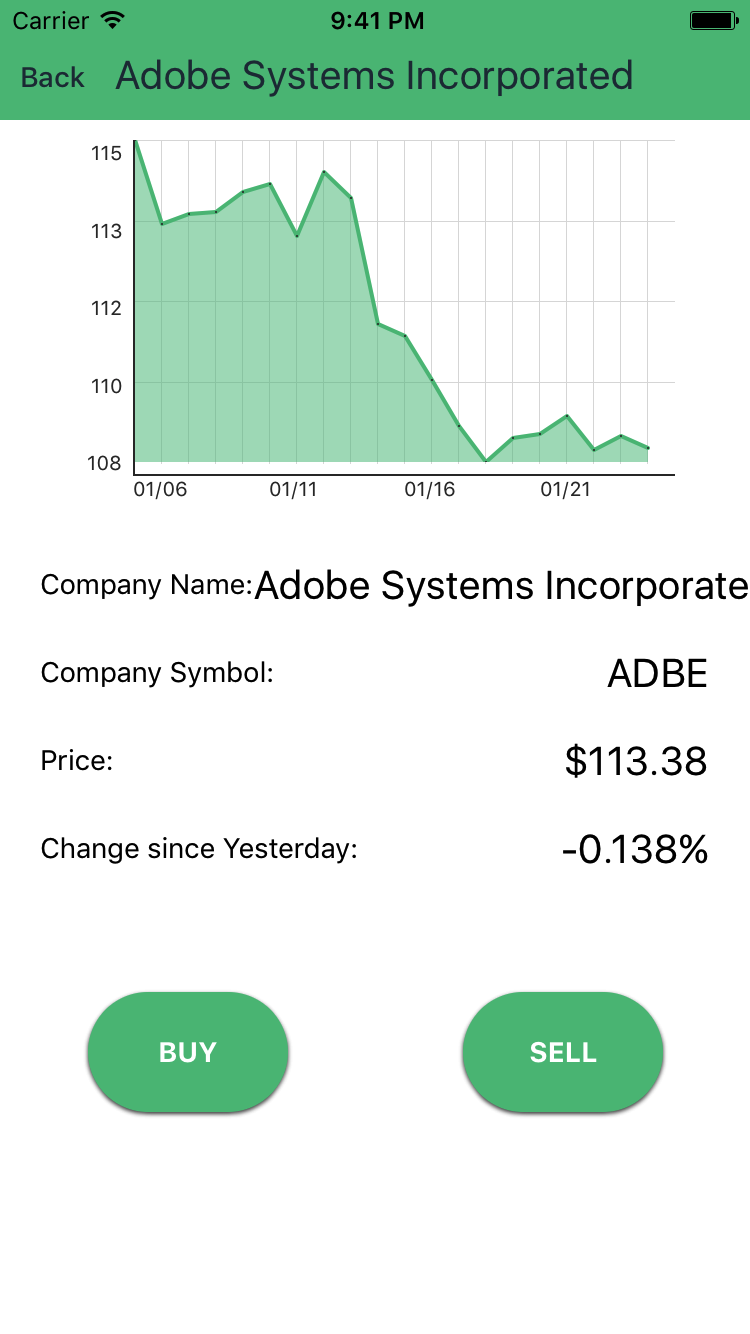 Carrier 9:41 PM
Back Adobe Systems Incorporated
115
113
112
110
108
01/06 01/11 01/16 01/21
Company Name:Adobe Systems Incorporate
Company Symbol: ADBE
Price: $113.38
Change since Yesterday: -0.138%
BUY SELL